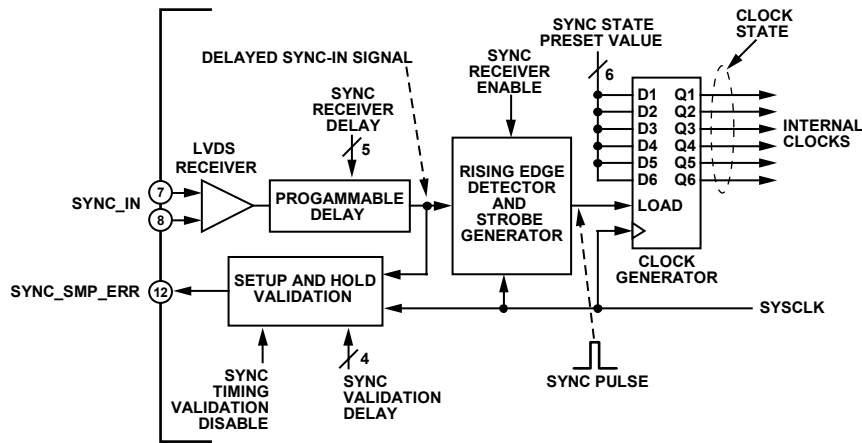 SYNC STATE
PRESET VALUE
CLOCK
STATE
DELAYED SYNC-IN SIGNAL
SYNC
RECEIVER
ENABLE
6
SYNC
RECEIVER
DELAY
D1 Q1
D2 Q2
D3 Q3
D4 Q4
D5 Q5
D6 Q6
INTERNAL
CLOCKS
LVDS
RECEIVER
5
7
SYNC_IN
8
PROGAMMABLE
DELAY
RISING EDGE
DETECTOR
AND
STROBE
GENERATOR
LOAD
CLOCK
GENERATOR
SYNC_SMP_ERR
12
SETUP AND HOLD
VALIDATION
SYSCLK
4
SYNC
TIMING
VALIDATION
DISABLE
SYNC
VALIDATION
DELAY
SYNC PULSE